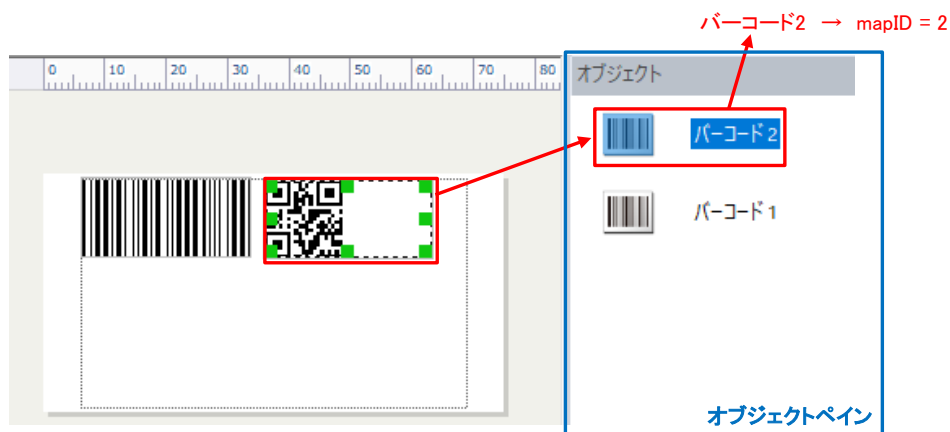 バーコード2 → mapID = 2
0 10 20 30 40 50 60 70 80
オブジェクト
バーコード 2
バーコード 1
オブジェクトペイン